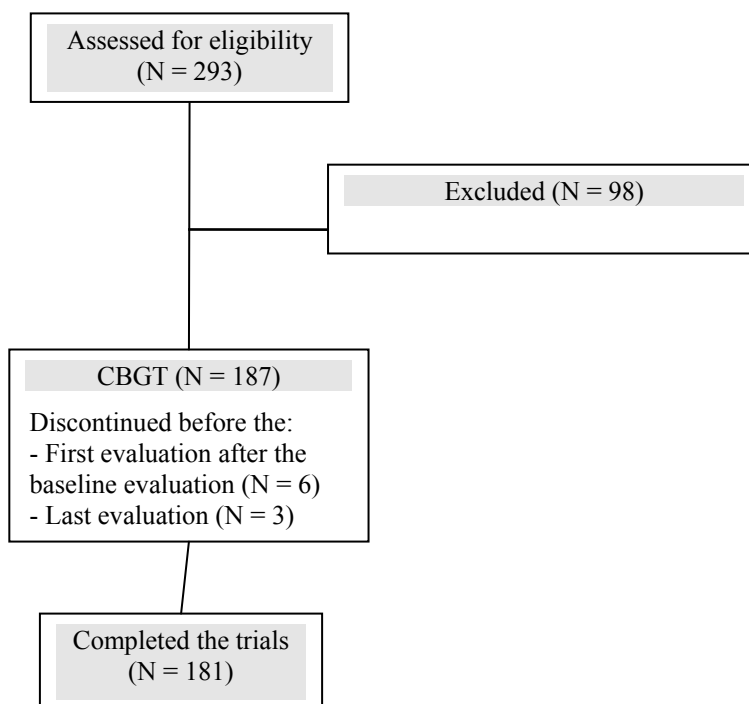 Assessed for eligibility
(N = 293)
Excluded (N = 98)
CBGT (N = 187)
Discontinued before the:
- First evaluation after the
baseline evaluation (N = 6)
- Last evaluation (N = 3)
Completed the trials
(N = 181)